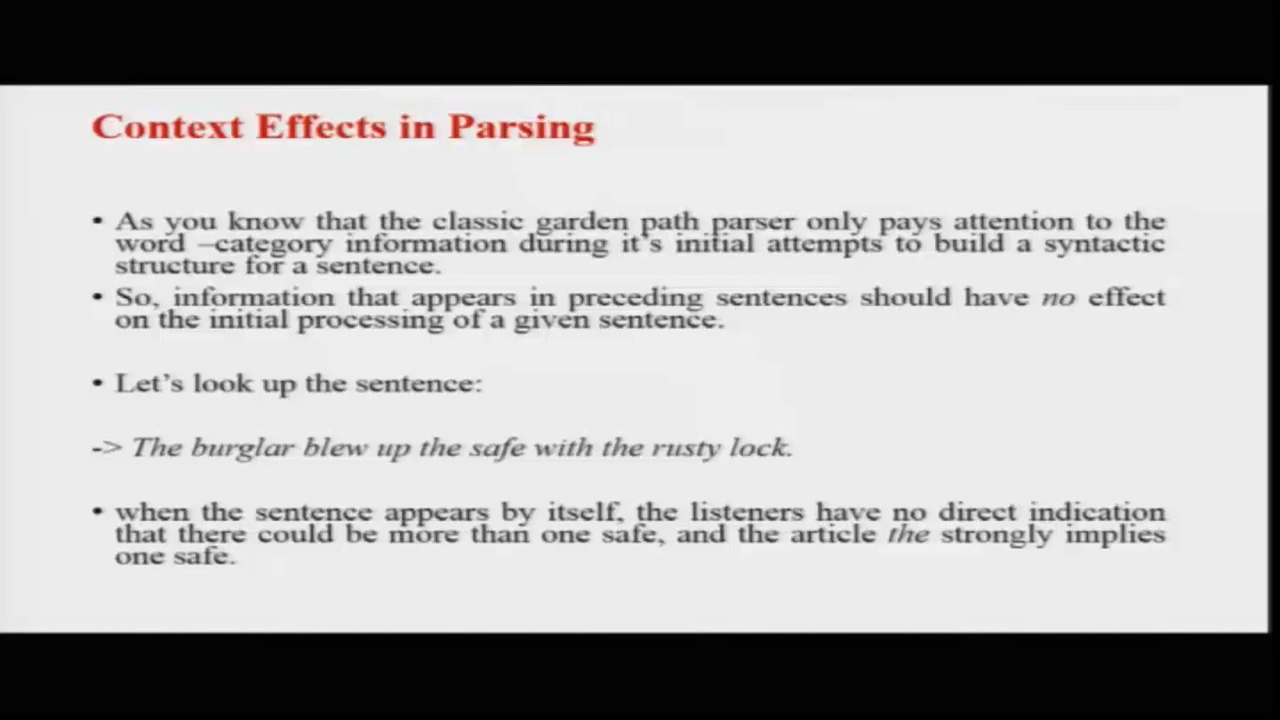 Context Effects in Parsing
• As you know that the classic garden path parser only pays attention to the
word –category information during it's initial attempts to build a syntactic
structure for a sentence.
• So, information that appears in preceding sentences should have no effect
on the initial processing of a given sentence.
• Let's look up the sentence:
-> The burglar blew up the safe with the rusty lock.
• when the sentence appears by itself, the listeners have no direct indication
that there could be more than one safe, and the article the strongly implies
one safe.